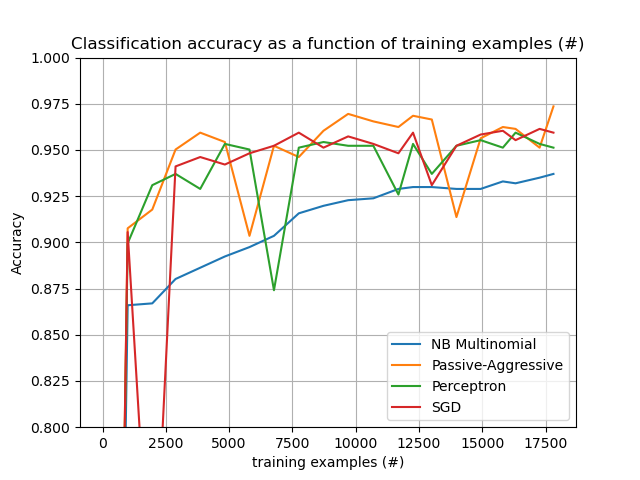 Classification accuracy as a function of training examples (#)
1.000
0.975
0.950
0.925
0.900
0.875
0.850
0.825
0.800
Accuracy
NB Multinomial
Passive-Aggressive
Perceptron
SGD
0 2500 5000 7500 10000 12500 15000 17500
training examples (#)